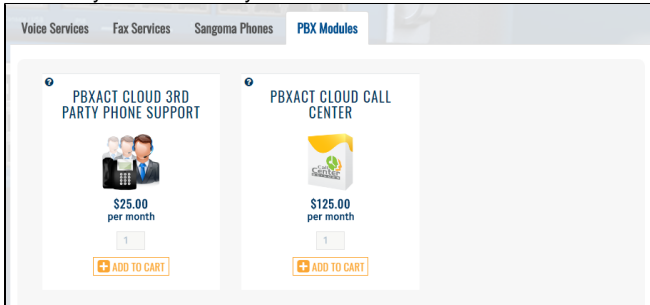 Voice Services Fax Services Sangoma Phones PBX Modules
PBXACT CLOUD 3RD
PARTY PHONE SUPPORT
$25.00
per month
1
ADD TO CART
PBXACT CLOUD CALL
CENTER
Center
$125.00
per month
1
ADD TO CART